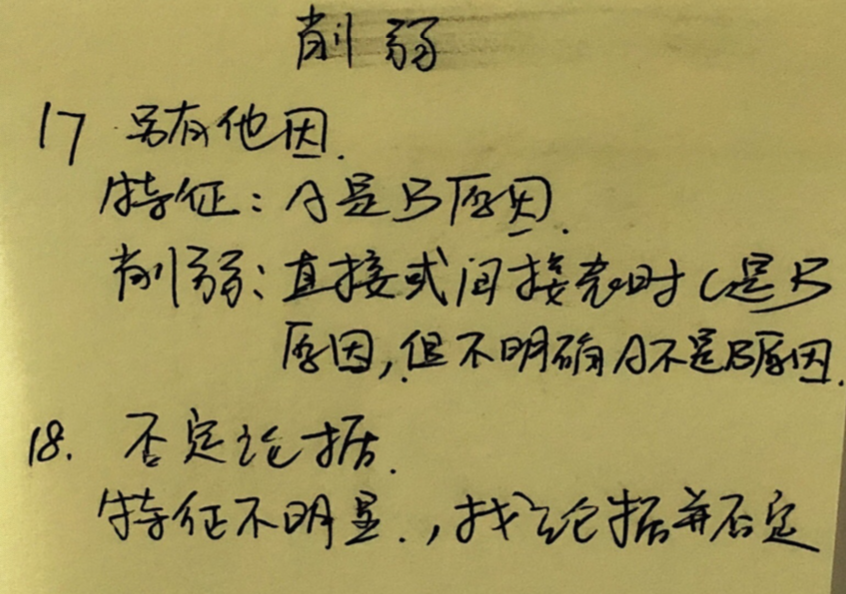 削弱
17 另有他因.
特征：A是B原因.
削弱：直接或间接表明C是B
原因，但不明确A不是B原因.
18. 否定论据.
特征不明显.，找论据并否定